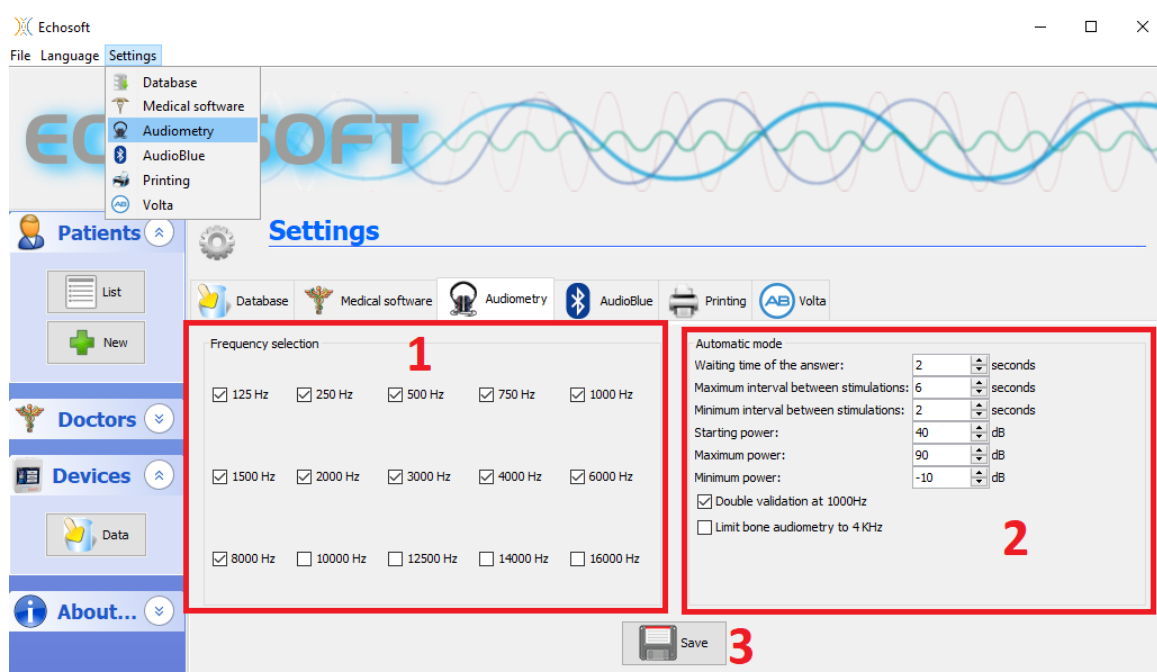 Echosoft
File Language Settings
Database
Medical software
Audiometry
AudioBlue
Printing
Volta
EC SOFT
Patients
List
New
Doctors
Devices
Data
About...
Settings
Database Medical software Audiometry AudioBlue Printing AB Volta
Frequency selection 1
125 Hz 250 Hz 500 Hz 750 Hz 1000 Hz
1500 Hz 2000 Hz 3000 Hz 4000 Hz 6000 Hz
8000 Hz 10000 Hz 12500 Hz 14000 Hz 16000 Hz
Automatic mode
Waiting time of the answer: 2 seconds
Maximum interval between stimulations: 6 seconds
Minimum interval between stimulations: 2 seconds
Starting power: 40 dB
Maximum power: 90 dB
Minimum power: -10 dB
Double validation at 1000Hz
Limit bone audiometry to 4 KHz
2
Save 3